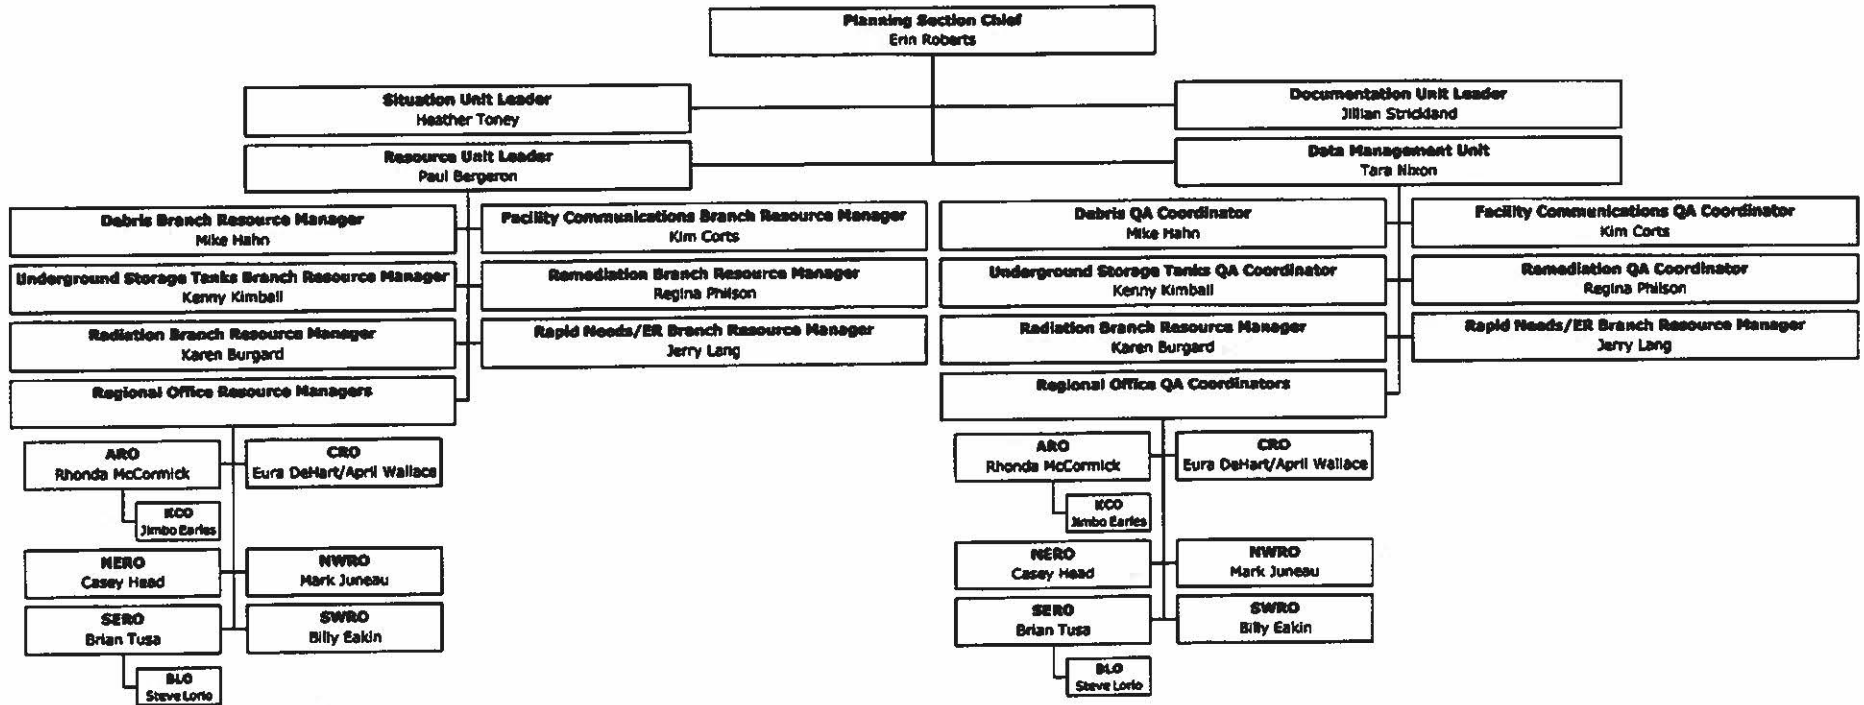 Planning Section Chief
Erin Roberts
Situation Unit Leader
Heather Toney
Documentation Unit Leader
Jillian Strickland
Resource Unit Leader
Paul Bergeron
Data Management Unit
Tara Nixon
Debris Branch Resource Manager
Mike Hahn
Facility Communications Branch Resource Manager
Kim Corts
Underground Storage Tanks Branch Resource Manager
Kenny Kimball
Remediation Branch Resource Manager
Regina Philson
Radiation Branch Resource Manager
Karen Burgard
Rapid Needs/ER Branch Resource Manager
Jerry Lang
Regional Office Resource Managers
ARO
Rhonda McCormick
CRO
Eura DeHart/April Wallace
KCO
Jimbo Earles
NERO
Casey Head
NWRO
Mark Juneau
SERO
Brian Tusa
SWRO
Billy Eakin
BLO
Steve Lorio
Debris QA Coordinator
Mike Hahn
Facility Communications QA Coordinator
Kim Corts
Underground Storage Tanks QA Coordinator
Kenny Kimball
Remediation QA Coordinator
Regina Philson
Radiation Branch Resource Manager
Karen Burgard
Rapid Needs/ER Branch Resource Manager
Jerry Lang
Regional Office QA Coordinators
ARO
Rhonda McCormick
CRO
Eura DeHart/April Wallace
KCO
Jimbo Earles
NERO
Casey Head
NWRO
Mark Juneau
SERO
Brian Tusa
SWRO
Billy Eakin
BLO
Steve Lorio